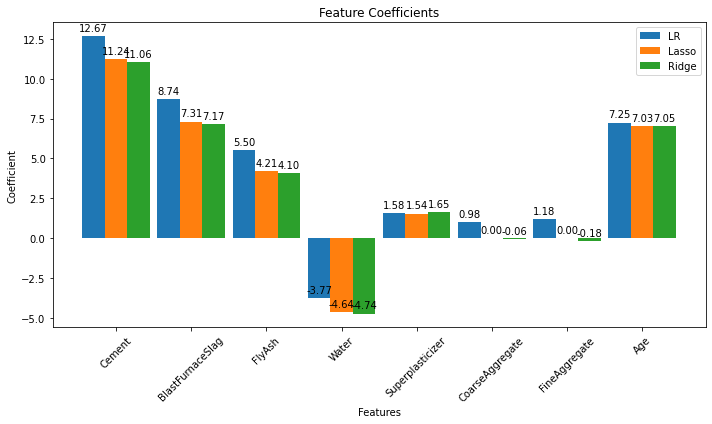 Feature Coefficients
LR
Lasso
Ridge
Coefficient
12.5
10.0
7.5
5.0
2.5
0.0
−2.5
−5.0
12.67
11.24
11.06
8.74
7.31
7.17
5.50
4.21
4.10
-3.77
-4.64
-4.74
1.58
1.54
1.65
0.98
0.00
-0.06
1.18
0.00
-0.18
7.25
7.03
7.05
Cement
BlastFurnaceSlag
FlyAsh
Water
Superplasticizer
CoarseAggregate
FineAggregate
Age
Features